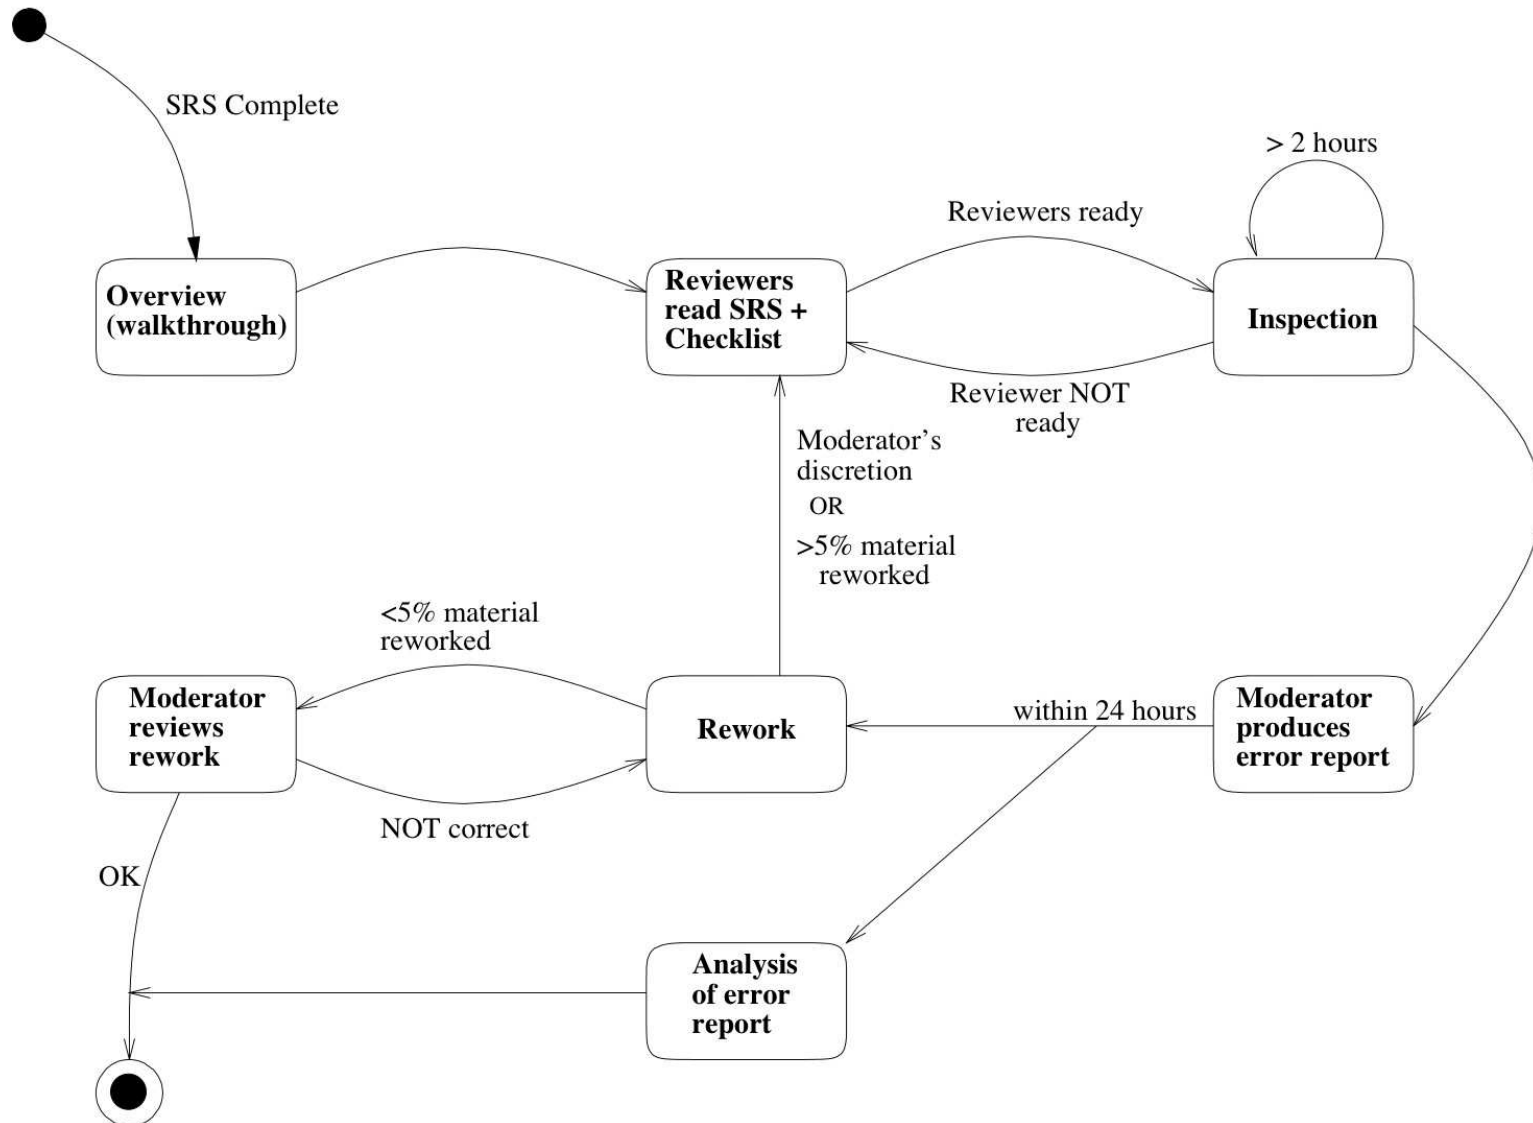 SRS Complete
> 2 hours
Reviewers ready
Overview
(walkthrough)
Reviewers
read SRS +
Checklist
Inspection
Reviewer NOT
ready
Moderator’s
discretion
OR
>5% material
reworked
<5% material
reworked
Moderator
reviews
rework
Rework
within 24 hours
Moderator
produces
error report
NOT correct
OK
Analysis
of error
report